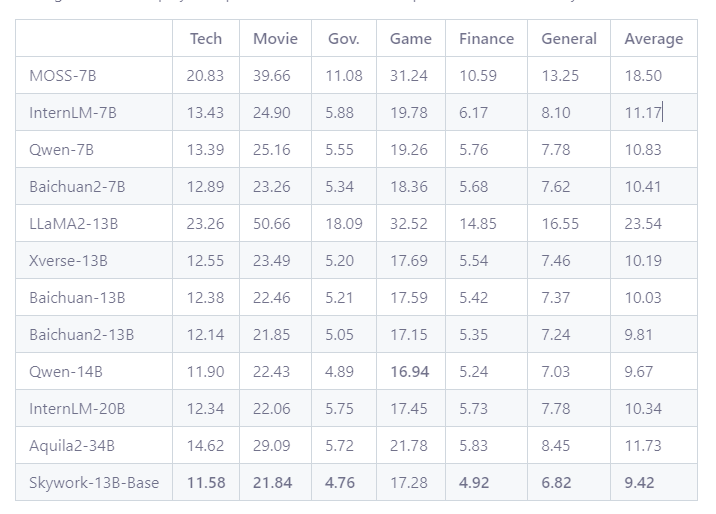 Tech Movie Gov. Game Finance General Average
MOSS-7B 20.83 39.66 11.08 31.24 10.59 13.25 18.50
InternLM-7B 13.43 24.90 5.88 19.78 6.17 8.10 11.17
Qwen-7B 13.39 25.16 5.55 19.26 5.76 7.78 10.83
Baichuan2-7B 12.89 23.26 5.34 18.36 5.68 7.62 10.41
LLaMA2-13B 23.26 50.66 18.09 32.52 14.85 16.55 23.54
Xverse-13B 12.55 23.49 5.20 17.69 5.54 7.46 10.19
Baichuan-13B 12.38 22.46 5.21 17.59 5.42 7.37 10.03
Baichuan2-13B 12.14 21.85 5.05 17.15 5.35 7.24 9.81
Qwen-14B 11.90 22.43 4.89 16.94 5.24 7.03 9.67
InternLM-20B 12.34 22.06 5.75 17.45 5.73 7.78 10.34
Aquila2-34B 14.62 29.09 5.72 21.78 5.83 8.45 11.73
Skywork-13B-Base 11.58 21.84 4.76 17.28 4.92 6.82 9.42